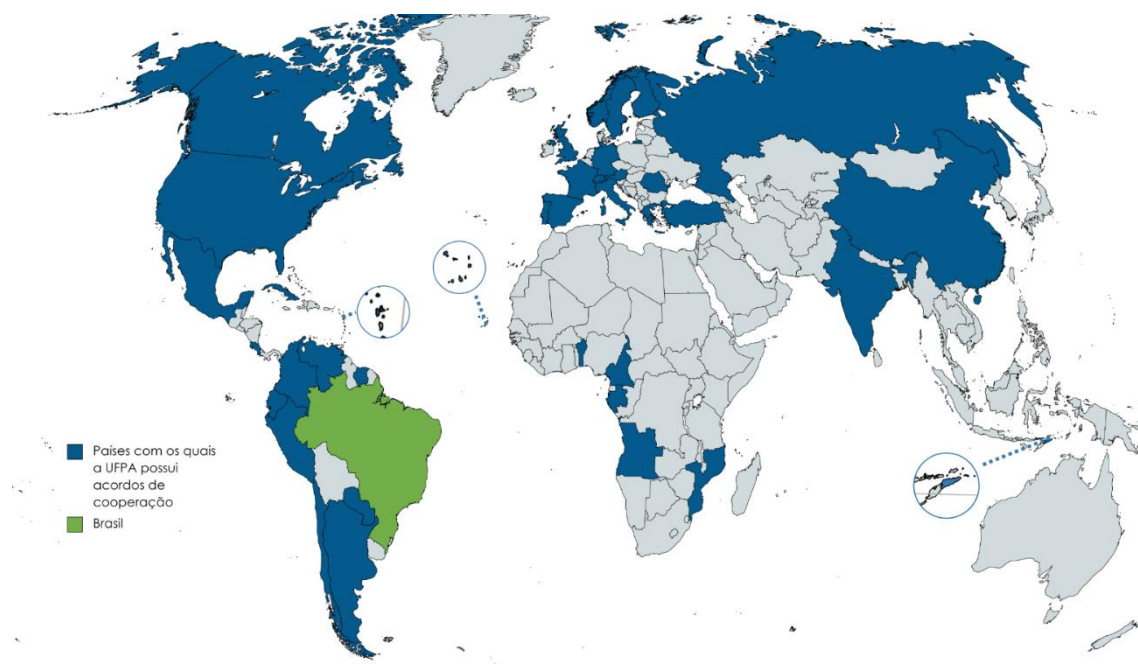 Países com os quais
a UFPA possui
acordos de
cooperação
Brasil